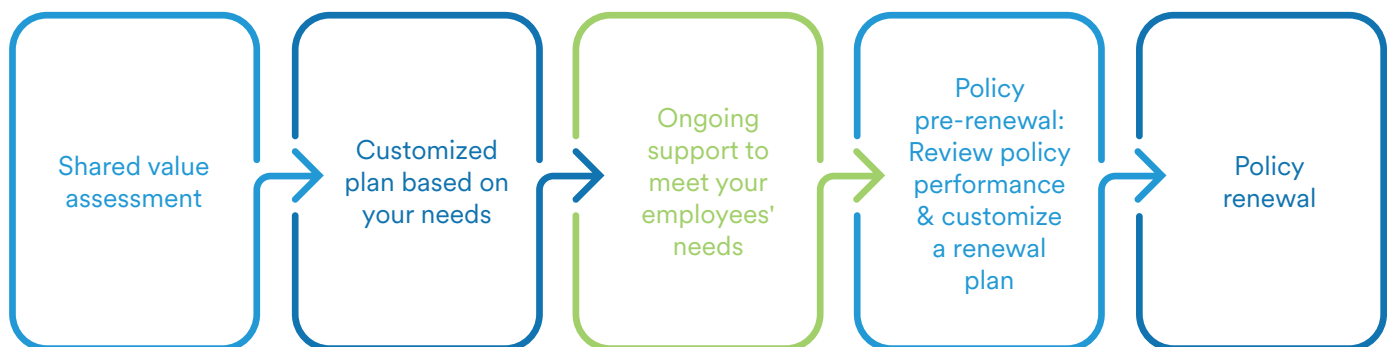 Shared value
assessment
Customized
plan based on
your needs
Ongoing
support to
meet your
employees'
needs
Policy
pre-renewal:
Review policy
performance
& customize
a renewal
plan
Policy
renewal